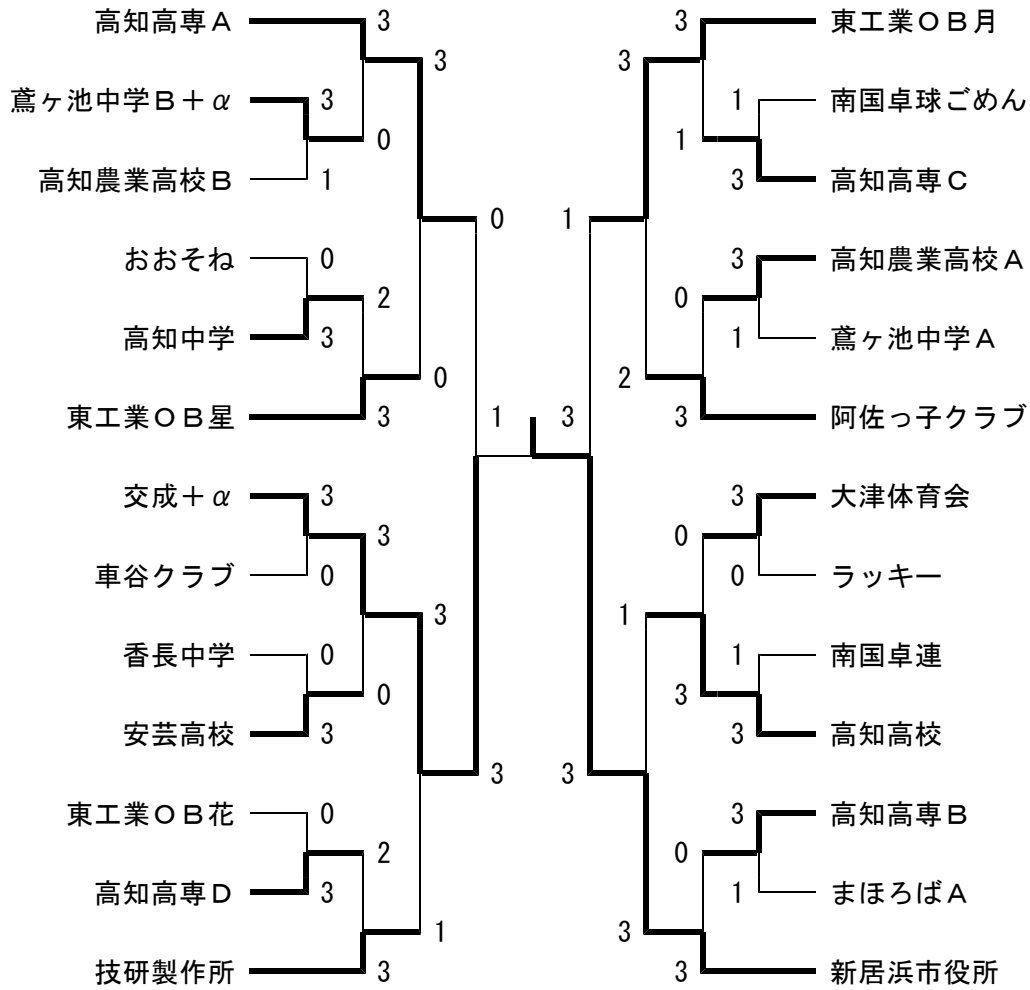 高知高専Ａ 3 3 東工業ＯＢ月
3 3
鳶ヶ池中学Ｂ＋α 3 1 南国卓球ごめん
0 1
高知農業高校Ｂ 1 3 高知高専Ｃ
0 1
おおそね 0 3 高知農業高校Ａ
2 0
高知中学 3 1 鳶ヶ池中学Ａ
0 2
東工業ＯＢ星 3 1 3 3 阿佐っ子クラブ
交成＋α 3 3 大津体育会
3 0
車谷クラブ 0 0 ラッキー
3 1
香長中学 0 1 南国卓連
0 3
安芸高校 3 3 高知高校
3 3
東工業ＯＢ花 0 3 高知高専Ｂ
2 0
高知高専Ｄ 3 1 まほろばＡ
1 3
技研製作所 3 3 新居浜市役所